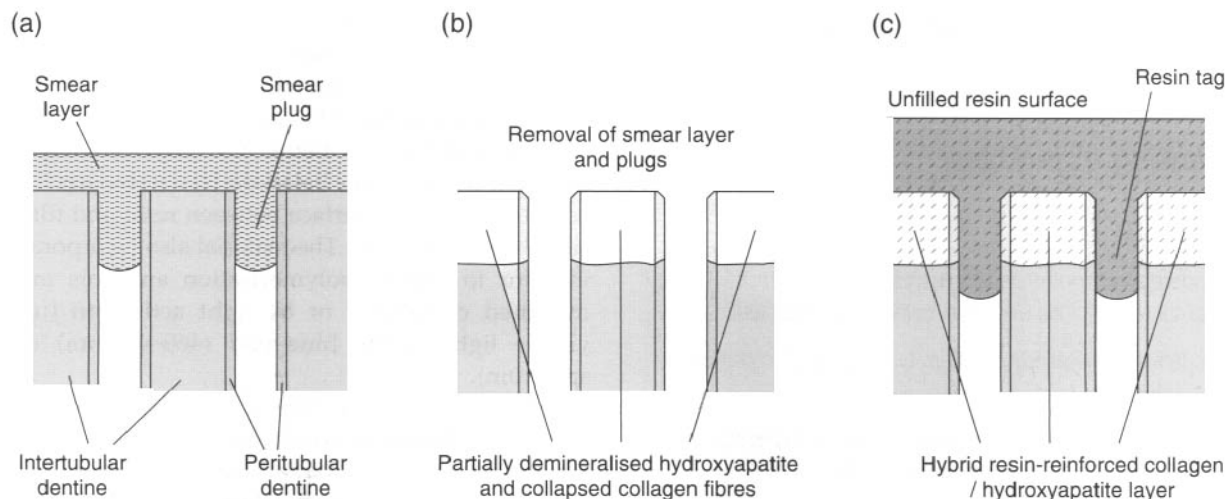 (a)
Smear
layer
Smear
plug
Intertubular
dentine
Peritubular
dentine
(b)
Removal of smear layer
and plugs
Partially demineralised hydroxyapatite
and collapsed collagen fibres
(c)
Resin tag
Unfilled resin surface
Hybrid resin-reinforced collagen
/ hydroxyapatite layer